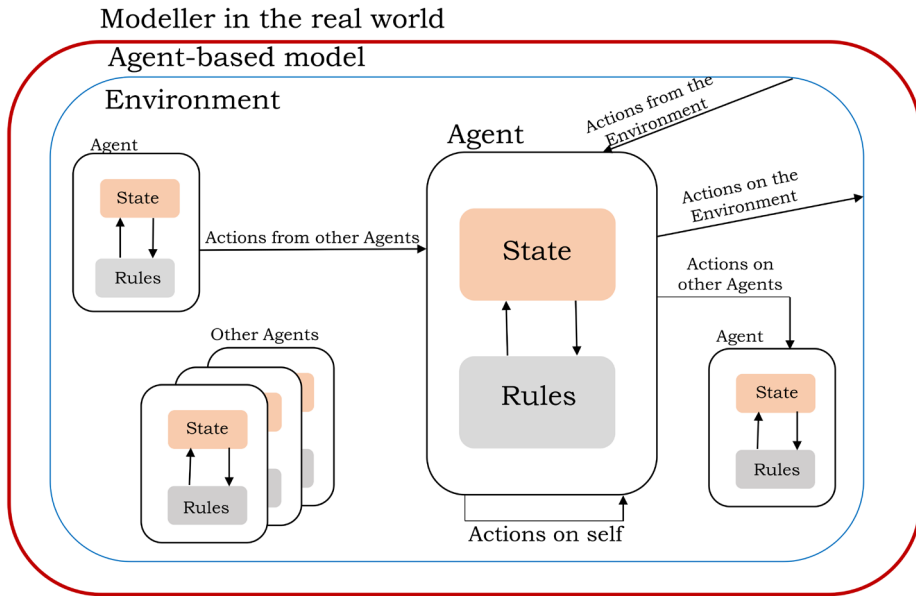 Modeller in the real world
Agent-based model
Environment
Agent
State
Rules
Actions from other Agents
Agent
State
Rules
Actions from the
Environment
Actions on the
Environment
Actions on
other Agents
Other Agents
State
Rules
Agent
State
Rules
Actions on self